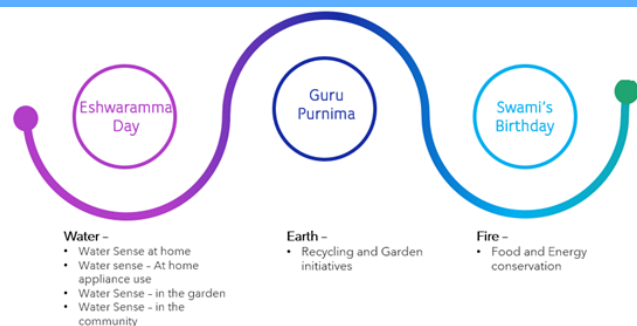 Eshwaramma
Day
Guru
Purnima
Swami's
Birthday
Water –
• Water Sense at home
• Water sense – At home
appliance use
• Water Sense – in the garden
• Water Sense – in the
community
Earth –
• Recycling and Garden
initiatives
Fire –
• Food and Energy
conservation